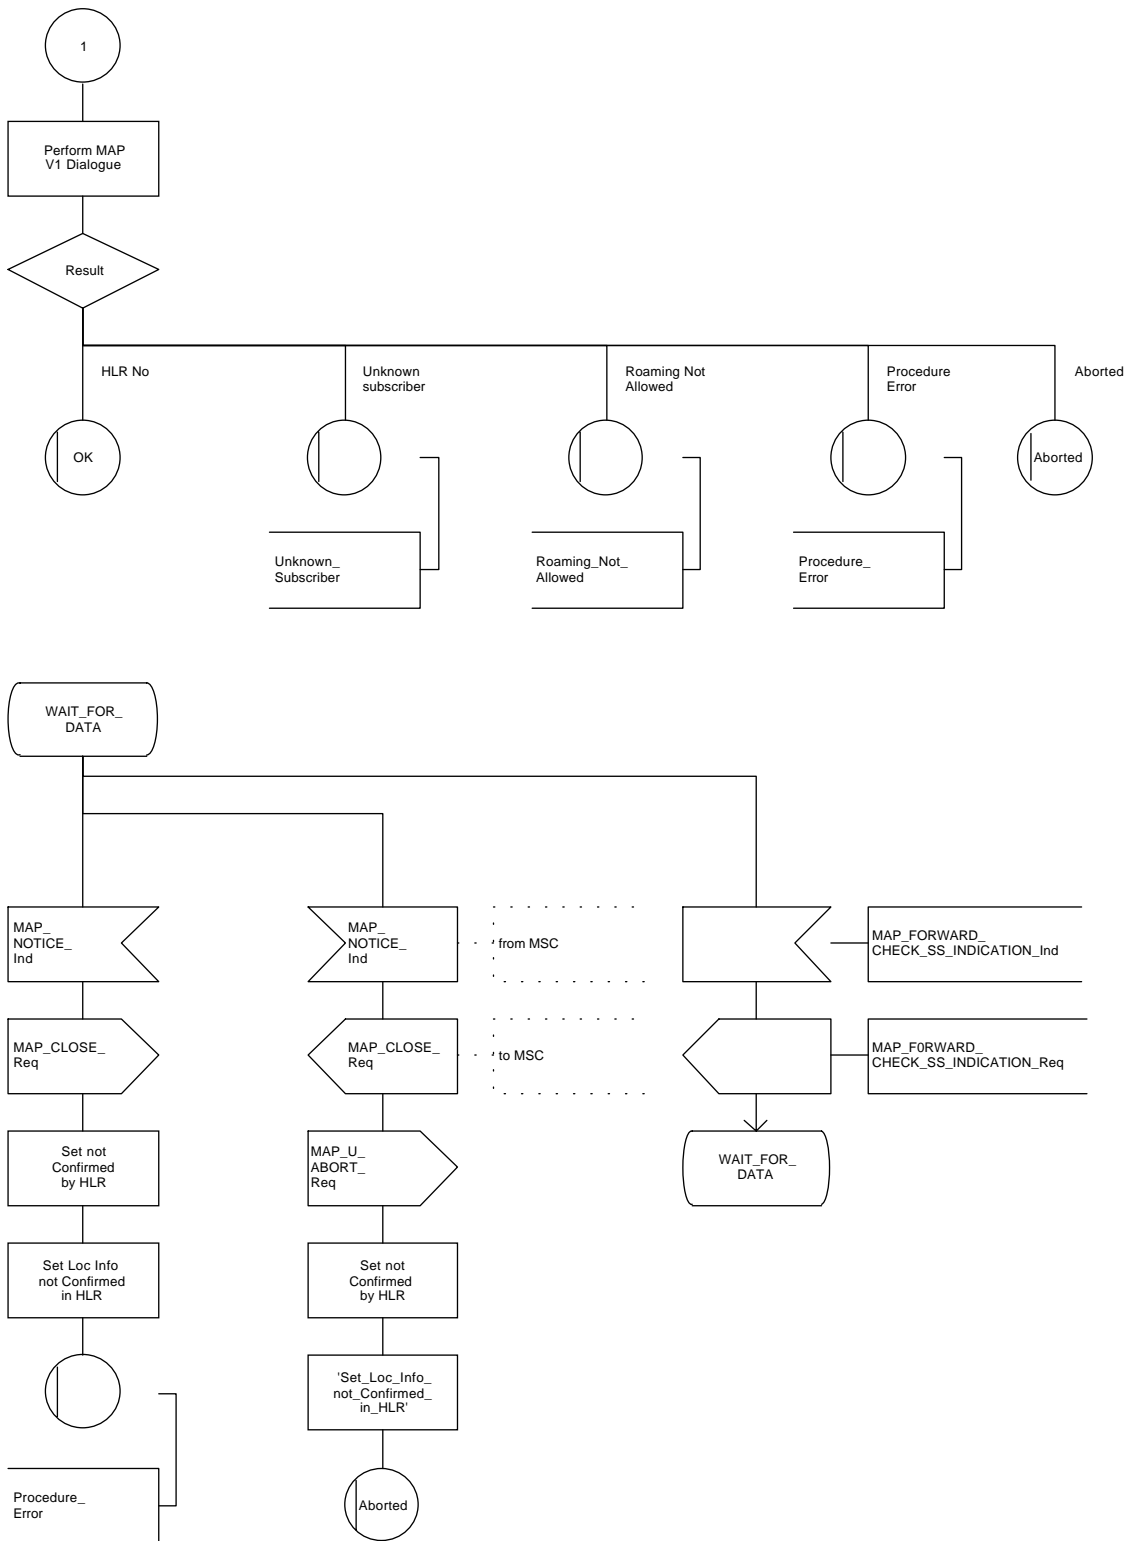 1
Perform MAP
V1 Dialogue
Result
HLR No
Unknown
subscriber
Roaming Not
Allowed
Procedure
Error
Aborted
OK
Aborted
Unknown_
Subscriber
Roaming_Not_
Allowed
Procedure_
Error
WAIT_FOR_
DATA
MAP_
NOTICE_
Ind
MAP_
NOTICE_
Ind
from MSC
MAP_FORWARD_
CHECK_SS_INDICATION_Ind
MAP_CLOSE_
Req
MAP_CLOSE_
Req
to MSC
MAP_F0RWARD_
CHECK_SS_INDICATION_Req
Set not
Confirmed
by HLR
MAP_U_
ABORT_
Req
WAIT_FOR_
DATA
Set Loc Info
not Confirmed
in HLR
Set not
Confirmed
by HLR
'Set_Loc_Info_
not_Confirmed_
in_HLR'
Procedure_
Error
Aborted